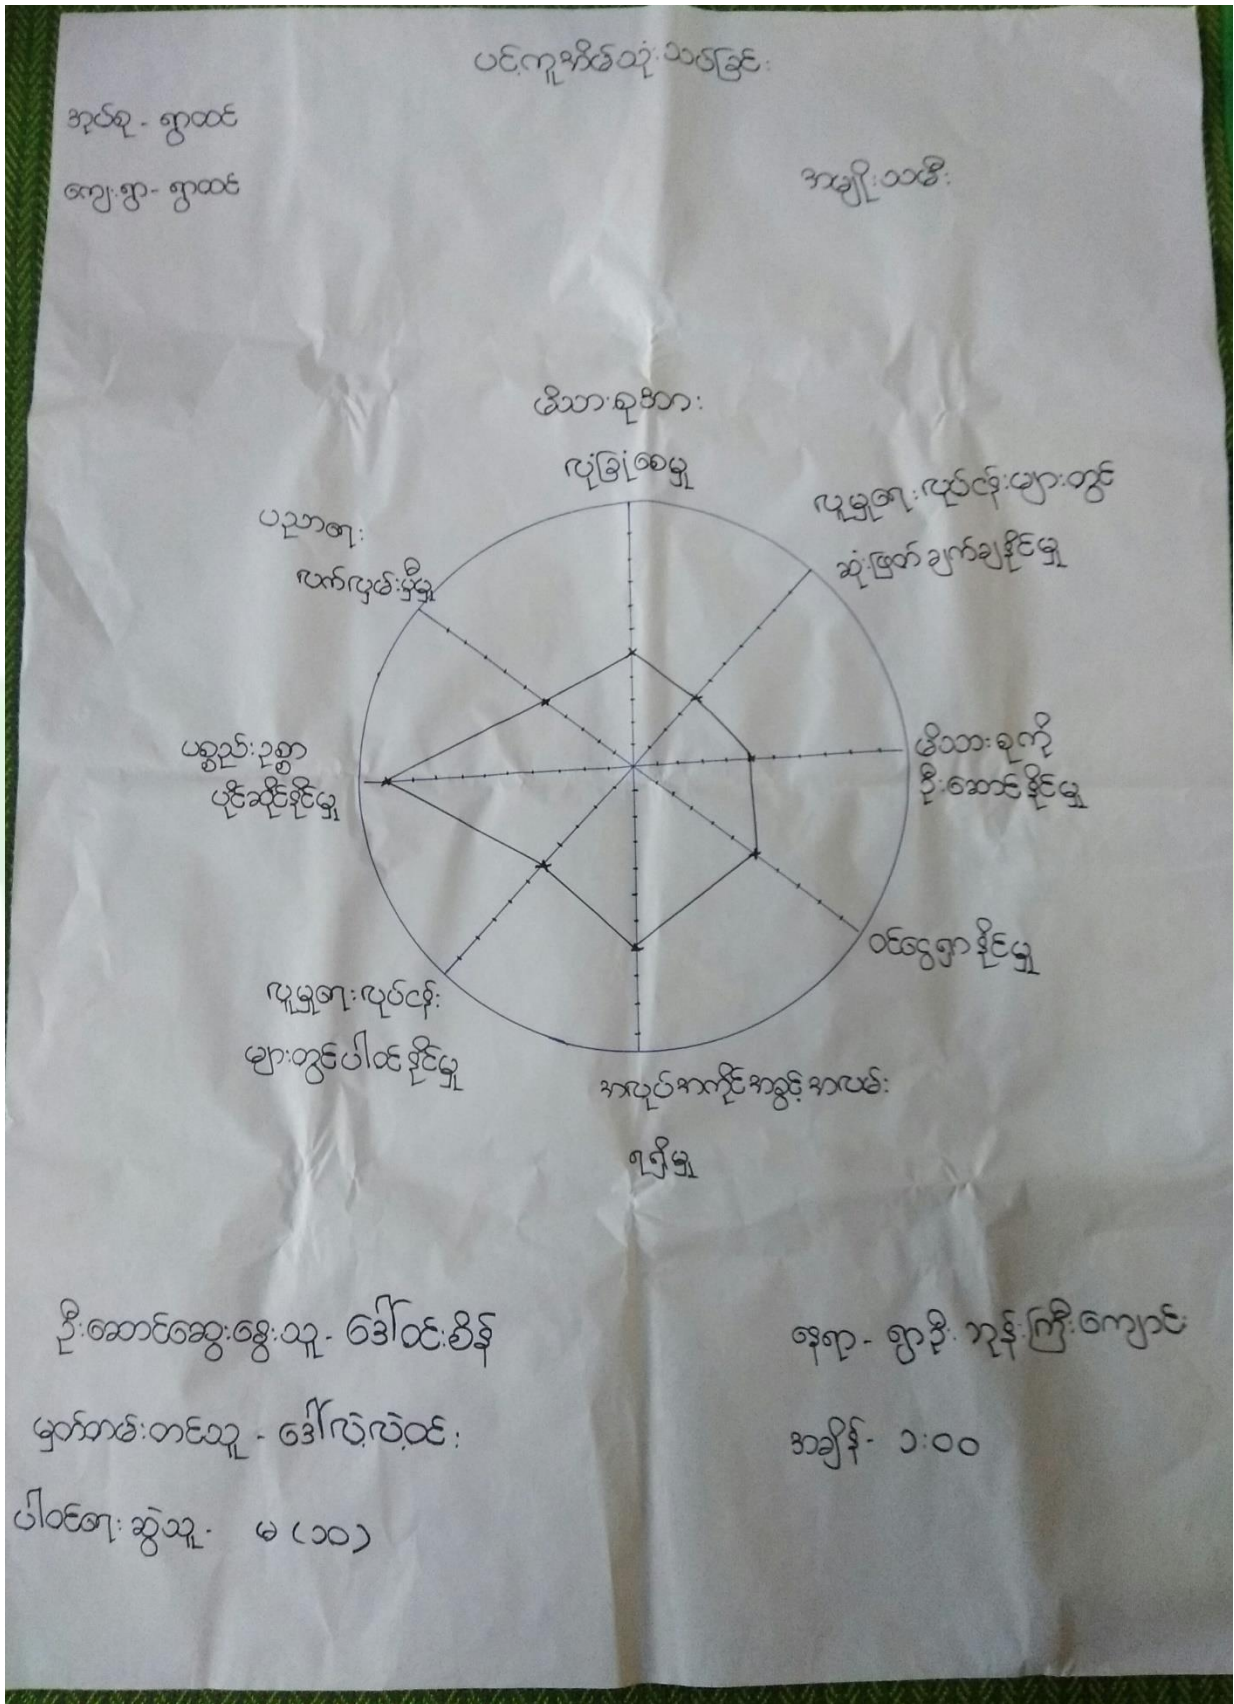 ပင့်ကူအိမ်သုံးသပ်ခြင်း
အုပ်စု - ရွာထင်
ကျေးရွာ - ရွာထင်
အမျိုးသမီး
မိသားစုအား
လုံခြုံစေမှု
လူမှုရေးလုပ်ငန်းများတွင်
ဆုံးဖြတ်ချက်ချနိုင်မှု
ပညာရေး
လက်လှမ်းမှီမှု
မိသားစုကို
ဦးဆောင်နိုင်မှု
ပစ္စည်းဥစ္စာ
ပိုင်ဆိုင်နိုင်မှု
ဝင်ငွေရှာနိုင်မှု
လူမှုရေးလုပ်ငန်း
များတွင်ပါဝင်နိုင်မှု
အလုပ်အကိုင်အခွင့်အလမ်း
ရရှိမှု
ဦးဆောင်ဆွေးနွေးသူ - ဒေါ်ဝင်းစိန်
နေရာ - ရွာဦးဘုန်းကြီးကျောင်း
မှတ်တမ်းတင်သူ - ဒေါ်လဲ့လဲ့ဝင်း
အချိန် - ၁:၀၀
ပါဝင်ရေးဆွဲသူ - မ (၁၀)